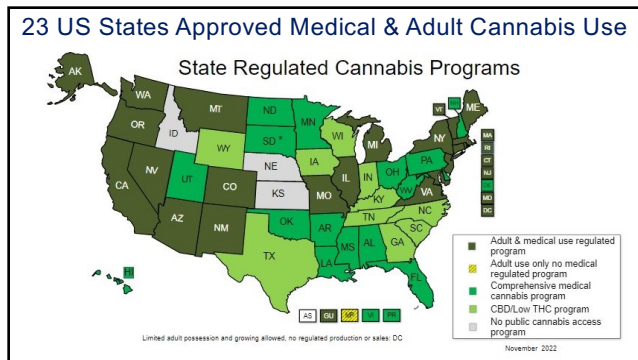 23 US States Approved Medical & Adult Cannabis Use
State Regulated Cannabis Programs
AK
WA
MT
ND
MN
ME
VT
NH
OR
ID
SD *
WI
MI
NY
MA
RI
CT
NJ
DE
MD
DC
WY
IA
PA
NV
NE
IL
IN
OH
UT
CO
WV
VA
CA
KS
MO
KY
NC
TN
AZ
NM
OK
AR
SC
MS
AL
GA
TX
LA
FL
HI
AS
GU
MP
VI
PR
Adult & medical use regulated
program
Adult use only no medical
regulated program
Comprehensive medical
cannabis program
CBD/Low THC program
No public cannabis access
program
Limited adult possession and growing allowed, no regulated production or sales: DC
November 2022